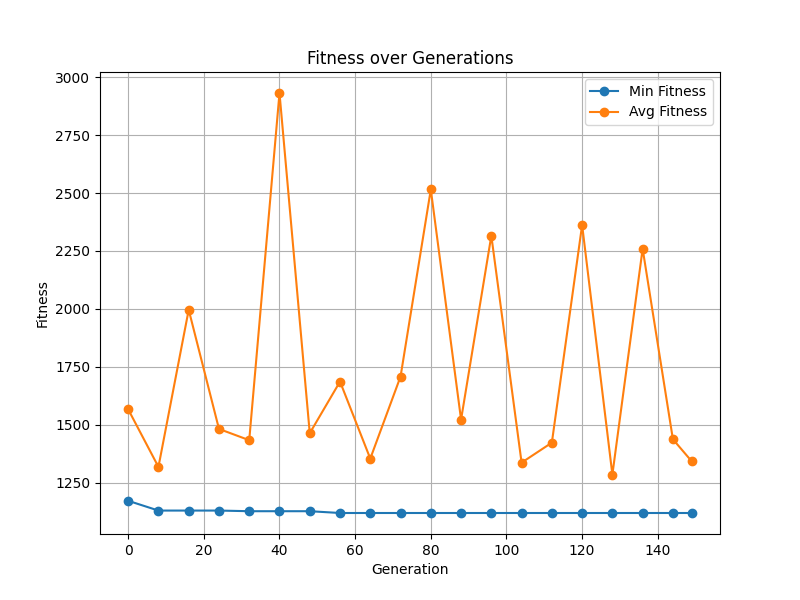 Fitness over Generations
Min Fitness
Avg Fitness
3000
2750
2500
2250
2000
1750
1500
1250
Fitness
0 20 40 60 80 100 120 140
Generation